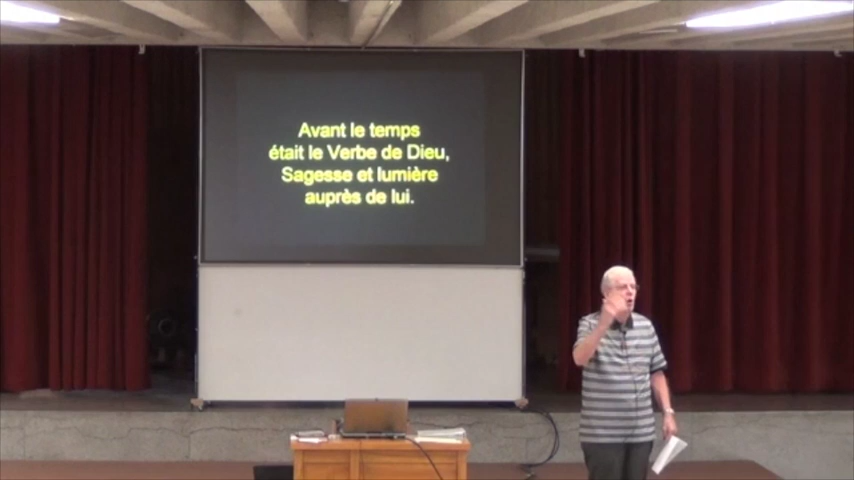 Avant le temps
était le Verbe de Dieu,
Sagesse et lumière
auprès de lui.